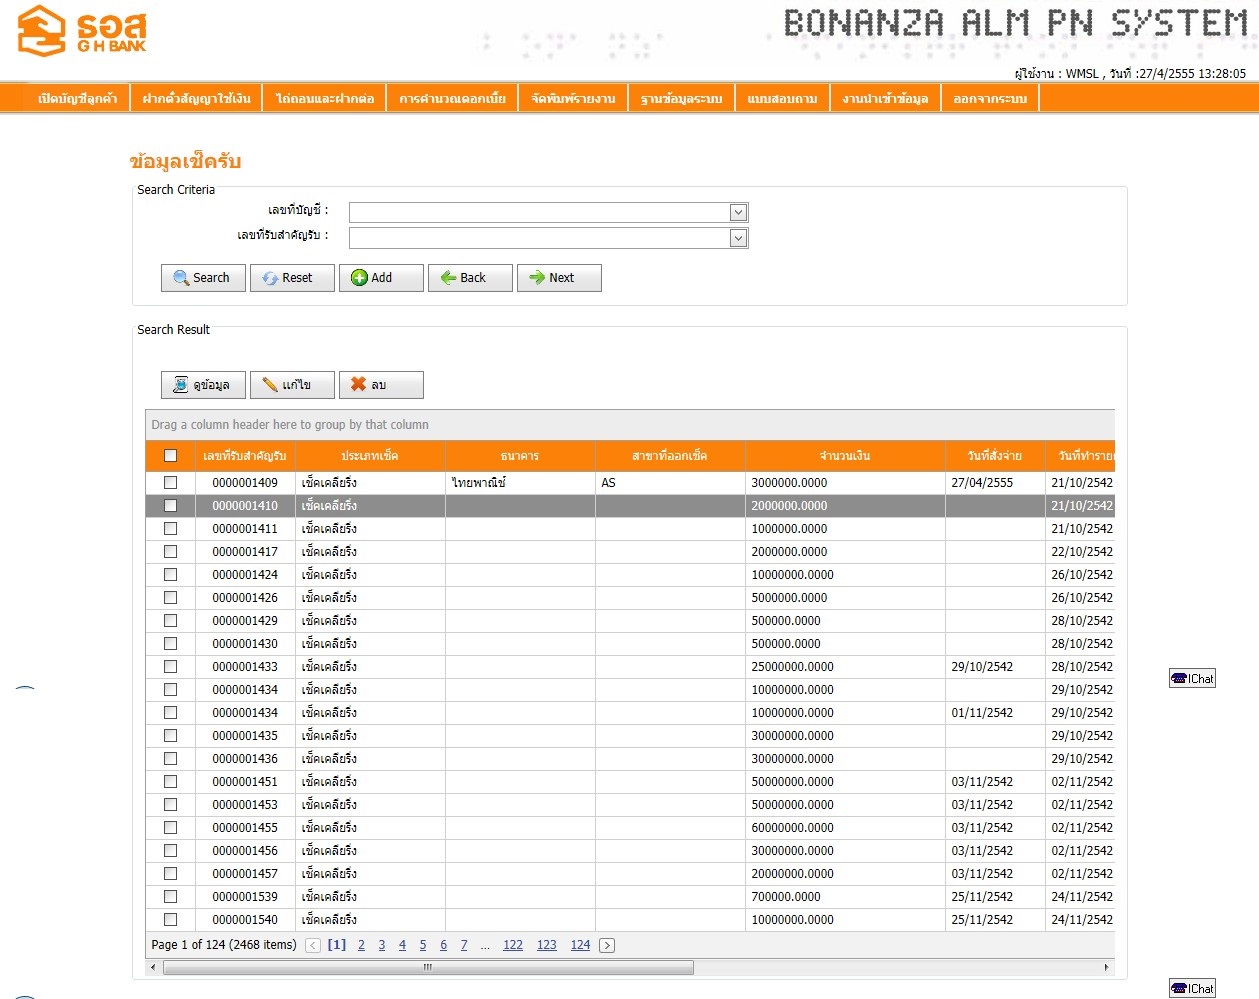 ธอส
G H BANK
BONANZA ALM PN SYSTEM
ผู้ใช้งาน : WMSL , วันที่ :27/4/2555 13:28:05
เปิดบัญชีลูกค้า ฝากตั๋วสัญญาใช้เงิน ไถ่ถอนและฝากต่อ การคำนวณดอกเบี้ย จัดพิมพ์รายงาน ฐานข้อมูลระบบ แบบสอบถาม งานนำเข้าข้อมูล ออกจากระบบ
ข้อมูลเช็ครับ
Search Criteria
เลขที่บัญชี :
เลขที่รับสำคัญรับ :
Search Reset Add Back Next
Search Result
ดูข้อมูล แก้ไข ลบ
Drag a column header here to group by that column
เลขที่รับสำคัญรับ ประเภทเช็ค ธนาคาร สาขาที่ออกเช็ค จำนวนเงิน วันที่สั่งจ่าย วันที่ทำราย
0000001409 เช็คเคลียริ่ง ไทยพาณิช์ AS 3000000.0000 27/04/2555 21/10/2542
0000001410 เช็คเคลียริ่ง 2000000.0000 21/10/2542
0000001411 เช็คเคลียริ่ง 1000000.0000 21/10/2542
0000001417 เช็คเคลียริ่ง 2000000.0000 22/10/2542
0000001424 เช็คเคลียริ่ง 10000000.0000 26/10/2542
0000001426 เช็คเคลียริ่ง 5000000.0000 26/10/2542
0000001429 เช็คเคลียริ่ง 500000.0000 28/10/2542
0000001430 เช็คเคลียริ่ง 500000.0000 28/10/2542
0000001433 เช็คเคลียริ่ง 25000000.0000 29/10/2542 28/10/2542
0000001434 เช็คเคลียริ่ง 10000000.0000 29/10/2542
0000001434 เช็คเคลียริ่ง 10000000.0000 01/11/2542 29/10/2542
0000001435 เช็คเคลียริ่ง 30000000.0000 29/10/2542
0000001436 เช็คเคลียริ่ง 30000000.0000 29/10/2542
0000001451 เช็คเคลียริ่ง 50000000.0000 03/11/2542 02/11/2542
0000001453 เช็คเคลียริ่ง 50000000.0000 03/11/2542 02/11/2542
0000001455 เช็คเคลียริ่ง 60000000.0000 03/11/2542 02/11/2542
0000001456 เช็คเคลียริ่ง 30000000.0000 03/11/2542 02/11/2542
0000001457 เช็คเคลียริ่ง 20000000.0000 03/11/2542 02/11/2542
0000001539 เช็คเคลียริ่ง 700000.0000 25/11/2542 24/11/2542
0000001540 เช็คเคลียริ่ง 10000000.0000 25/11/2542 24/11/2542
Page 1 of 124 (2468 items) [1] 2 3 4 5 6 7 ... 122 123 124
IChat
IChat